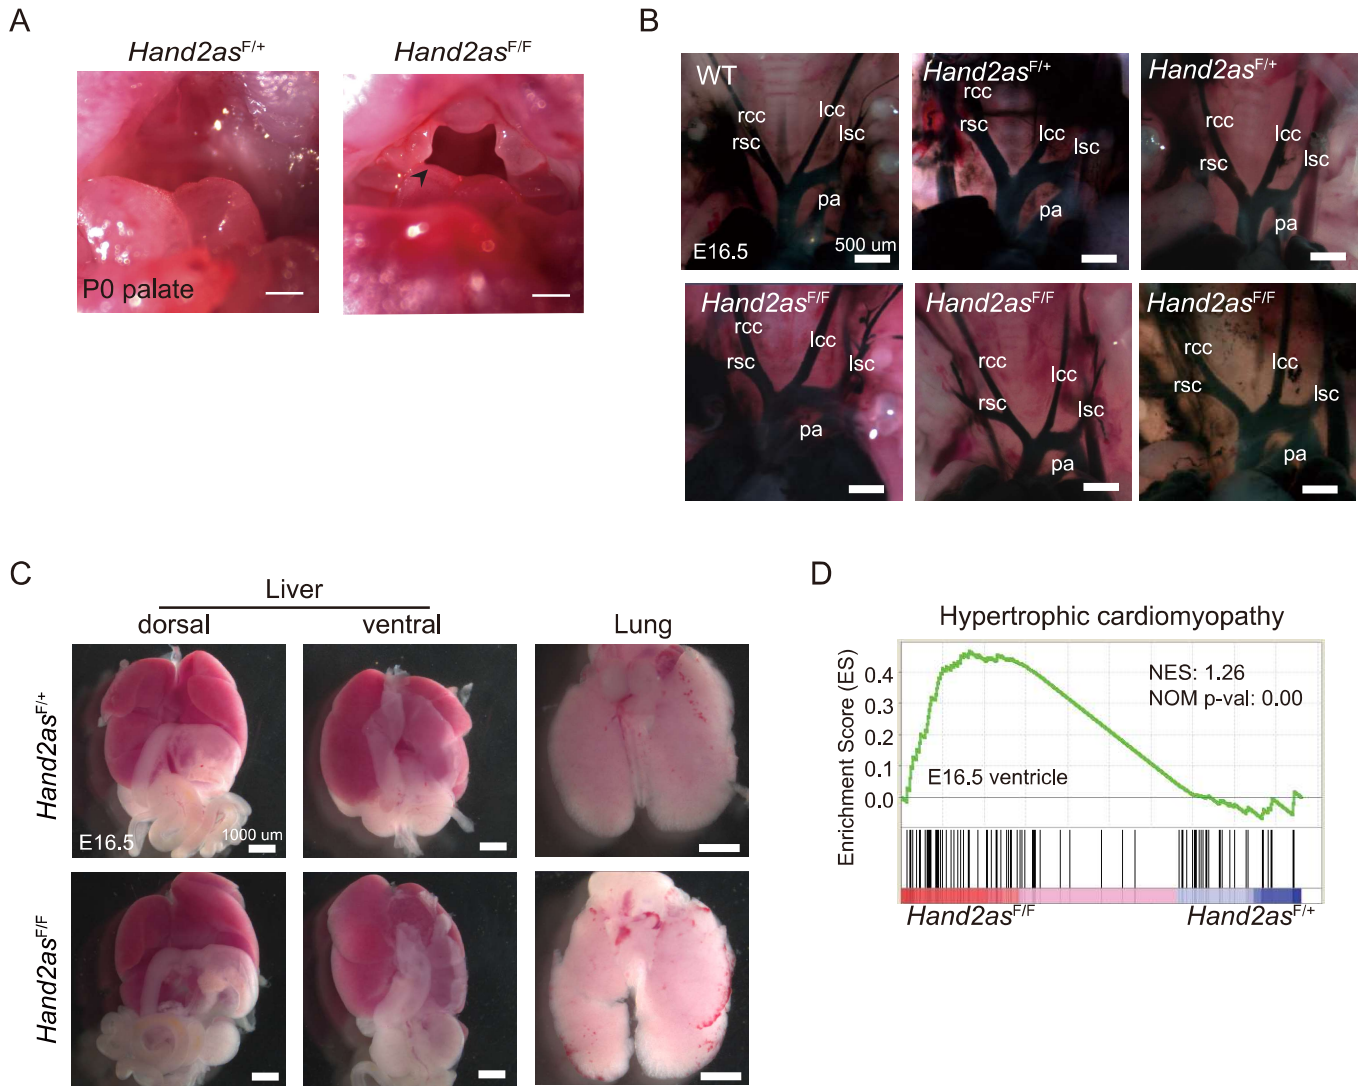 A
Hand2as^F/+
Hand2as^F/F
P0 palate
B
WT
rcc
lcc
rsc
lsc
pa
E16.5
500 um
Hand2as^F/+
rcc
rsc
lcc
lsc
pa
Hand2as^F/+
rcc
lcc
rsc
lsc
pa
Hand2as^F/F
rcc
lcc
rsc
lsc
pa
Hand2as^F/F
rcc
lcc
rsc
lsc
pa
Hand2as^F/F
rcc
lcc
rsc
lsc
pa
C
Liver
dorsal
ventral
Lung
Hand2as^F/+
E16.5
1000 um
Hand2as^F/F
D
Hypertrophic cardiomyopathy
Enrichment Score (ES)
0.4
0.3
0.2
0.1
0.0
NES: 1.26
NOM p-val: 0.00
E16.5 ventricle
Hand2as^F/F
Hand2as^F/+